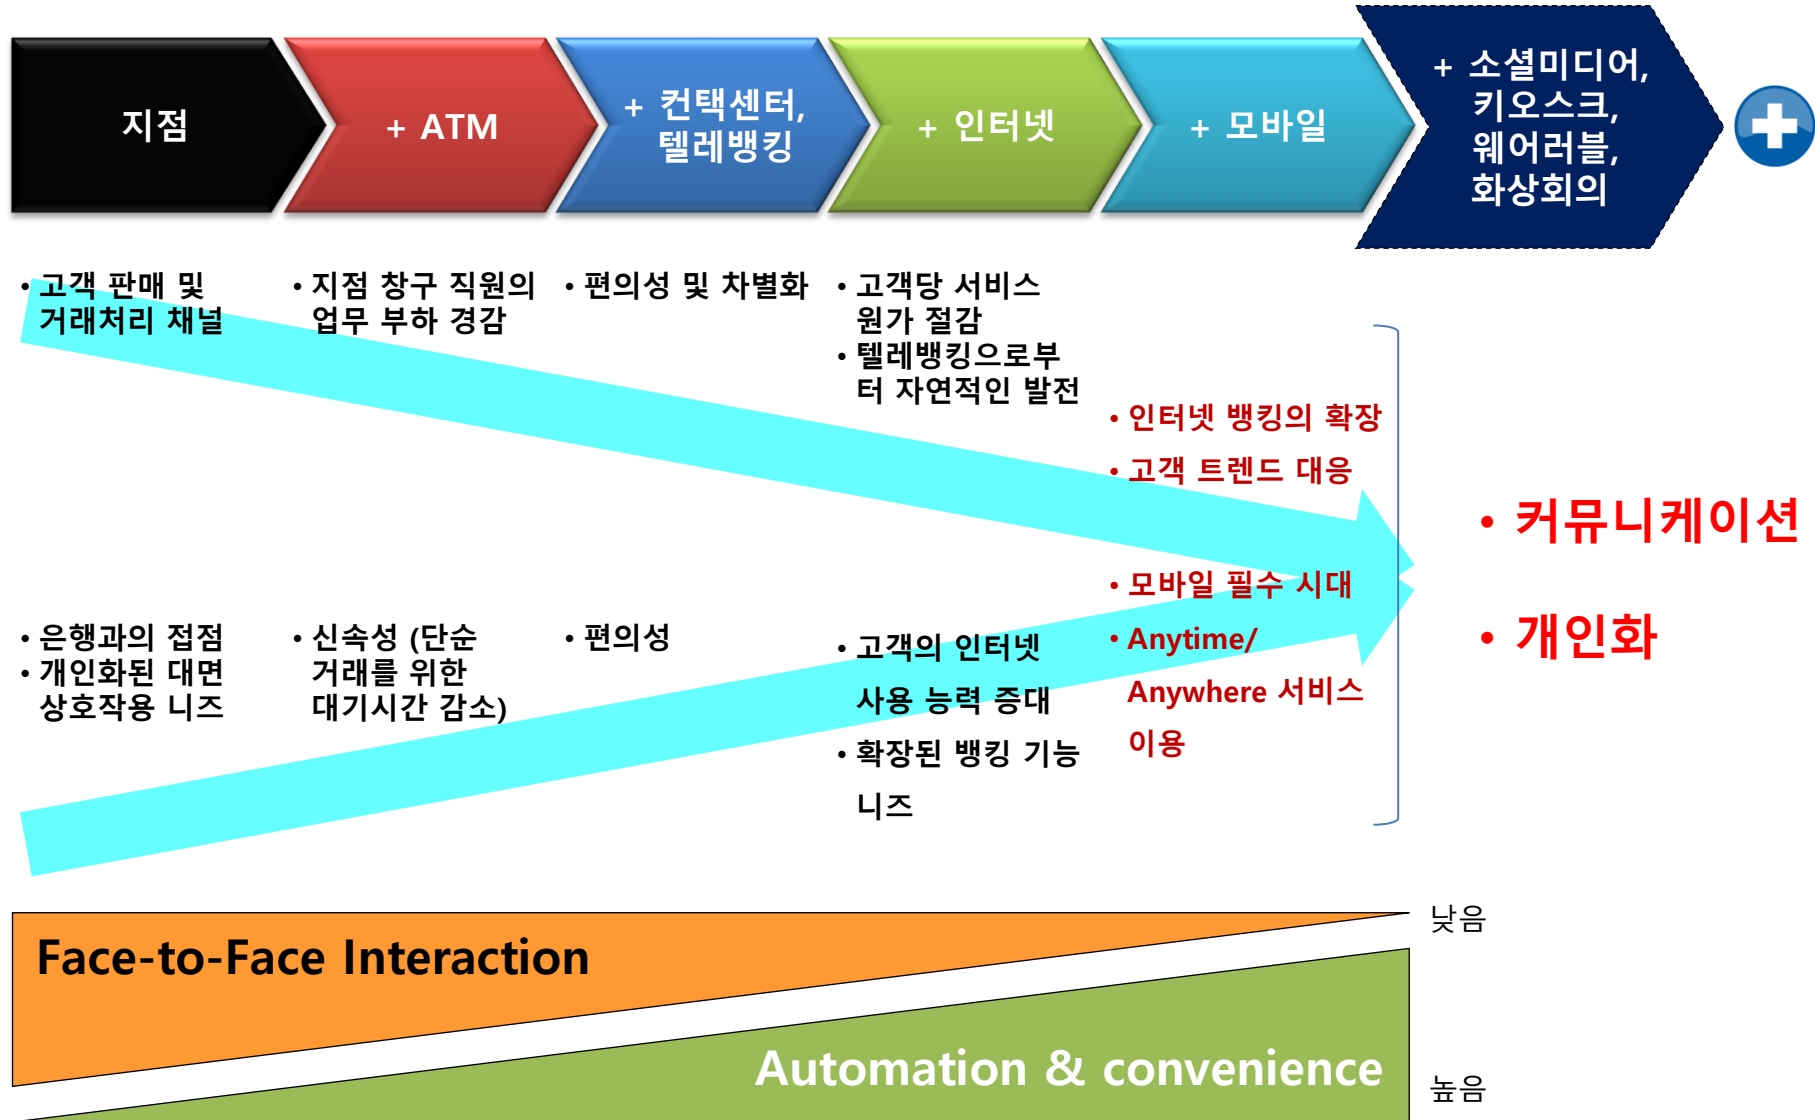 지점
+ ATM
+ 컨택센터,
텔레뱅킹
+ 인터넷
+ 모바일
+ 소셜미디어,
키오스크,
웨어러블,
화상회의
• 고객 판매 및
거래처리 채널
• 지점 창구 직원의
업무 부하 경감
• 편의성 및 차별화
• 고객당 서비스
원가 절감
• 텔레뱅킹으로부
터 자연적인 발전
• 인터넷 뱅킹의 확장
• 고객 트렌드 대응
• 은행과의 접점
• 개인화된 대면
상호작용 니즈
• 신속성 (단순
거래를 위한
대기시간 감소)
• 편의성
• 고객의 인터넷
사용 능력 증대
• 확장된 뱅킹 기능
니즈
• 모바일 필수 시대
• Anytime/
Anywhere 서비스
이용
• 커뮤니케이션
• 개인화
Face-to-Face Interaction
낮음
Automation & convenience
높음